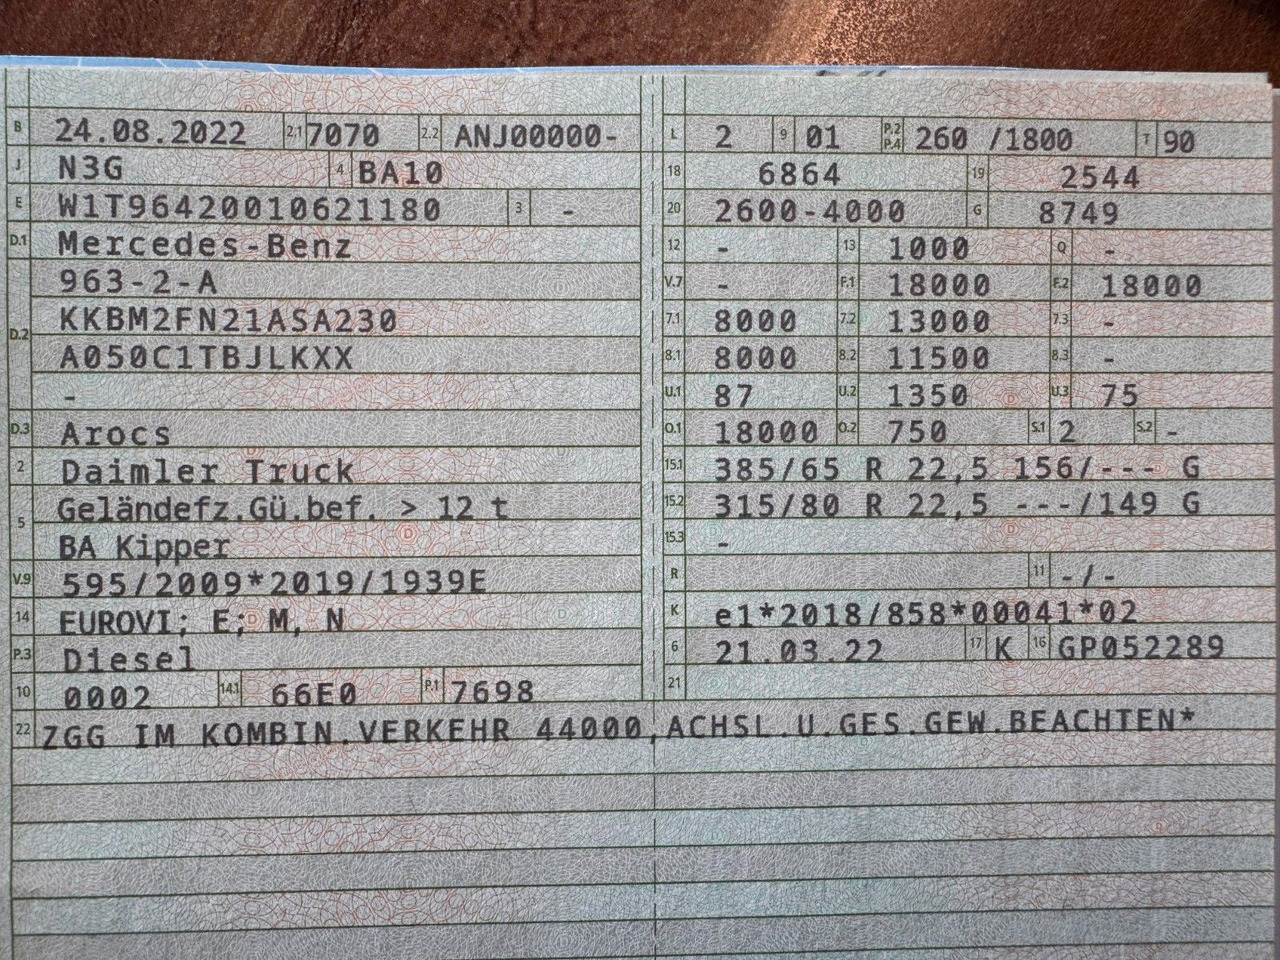 B 24.08.2022 2.1 7070 2.2 ANJ00000-
J N3G 4 BA10
E W1T96420010621180 3 -
D.1 Mercedes-Benz
963-2-A
D.2 KKBM2FN21ASA230
A050C1TBJLKXX
-
D.3 Arocs
2 Daimler Truck
5 Geländefz.Gü.bef. > 12 t
BA Kipper
V.9 595/2009*2019/1939E
14 EUROVI; E; M, N
P.3 Diesel
10 0002 14.1 66E0 P.1 7698
L 2 9 01 P.2 P.4 260 /1800 T 90
18 6864 19 2544
20 2600-4000 G 8749
12 - 13 1000 Q -
V.7 - F.1 18000 F.2 18000
7.1 8000 7.2 13000 7.3 -
8.1 8000 8.2 11500 8.3 -
U.1 87 U.2 1350 U.3 75
O.1 18000 O.2 750 S.1 2 S.2 -
15.1 385/65 R 22,5 156/--- G
15.2 315/80 R 22,5 ---/149 G
15.3 -
R 11 -/-
K e1*2018/858*00041*02
6 21.03.22 17 K 16 GP052289
21
22 ZGG IM KOMBIN.VERKEHR 44000,ACHSL.U.GES.GEW.BEACHTEN*